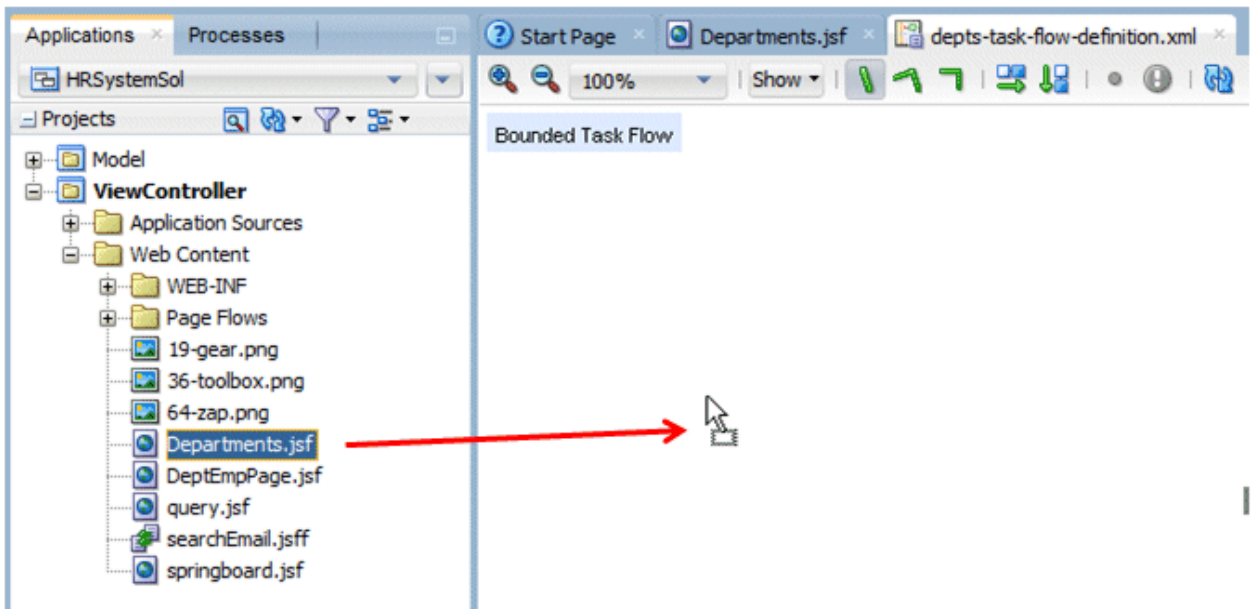 Applications Processes
Start Page Departments.jsf depts-task-flow-definition.xml
HRSystemSol
100% Show
Projects
Bounded Task Flow
Model
ViewController
Application Sources
Web Content
WEB-INF
Page Flows
19-gear.png
36-toolbox.png
64-zap.png
Departments.jsf
DeptEmpPage.jsf
query.jsf
searchEmail.jsff
springboard.jsf